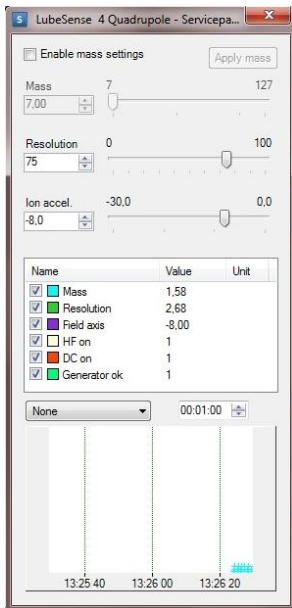 S LubeSense 4 Quadrupole - Servicepa...
Enable mass settings Apply mass
Mass 7 127
7,00
Resolution 0 100
75
Ion accel. -30,0 0,0
-8,0
Name Value Unit
Mass 1,58
Resolution 2,68
Field axis -8,00
HF on 1
DC on 1
Generator ok 1
None 00:01:00
13:25 40 13:26 00 13:26 20